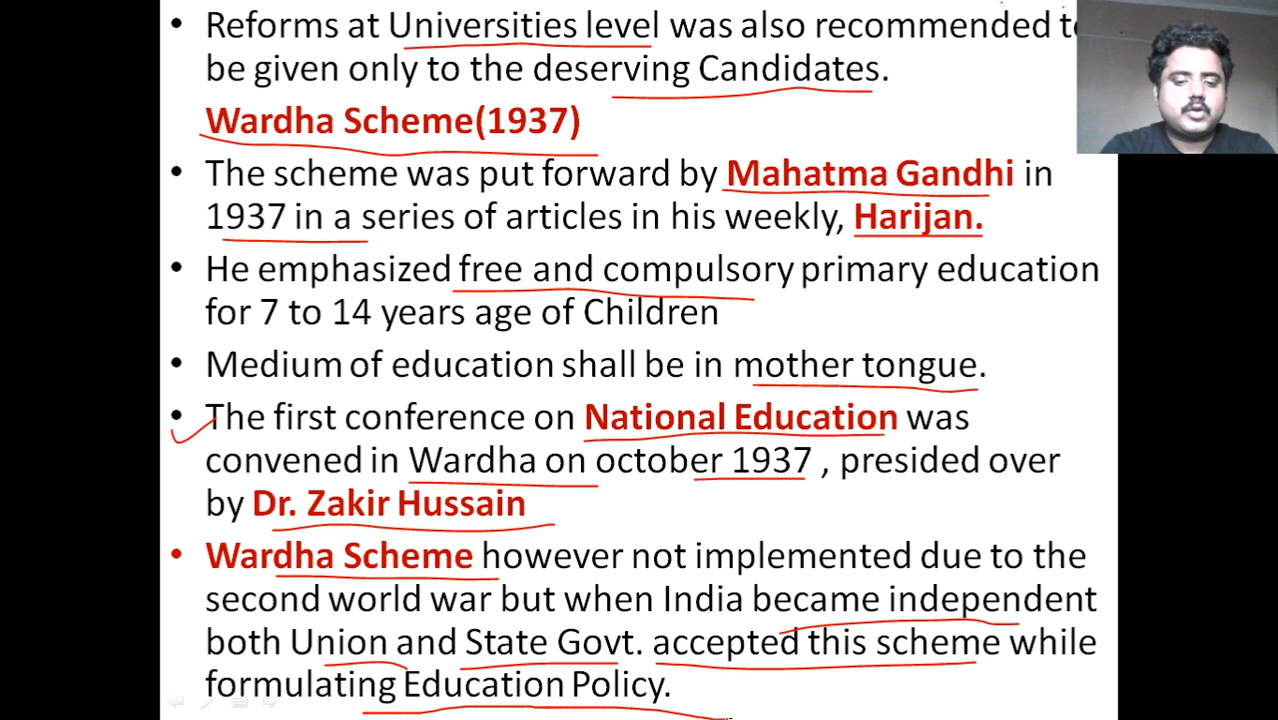 • Reforms at Universities level was also recommended to
be given only to the deserving Candidates.
Wardha Scheme(1937)
• The scheme was put forward by Mahatma Gandhi in
1937 in a series of articles in his weekly, Harijan.
• He emphasized free and compulsory primary education
for 7 to 14 years age of Children
• Medium of education shall be in mother tongue.
• The first conference on National Education was
convened in Wardha on october 1937 , presided over
by Dr. Zakir Hussain
• Wardha Scheme however not implemented due to the
second world war but when India became independent
both Union and State Govt. accepted this scheme while
formulating Education Policy.